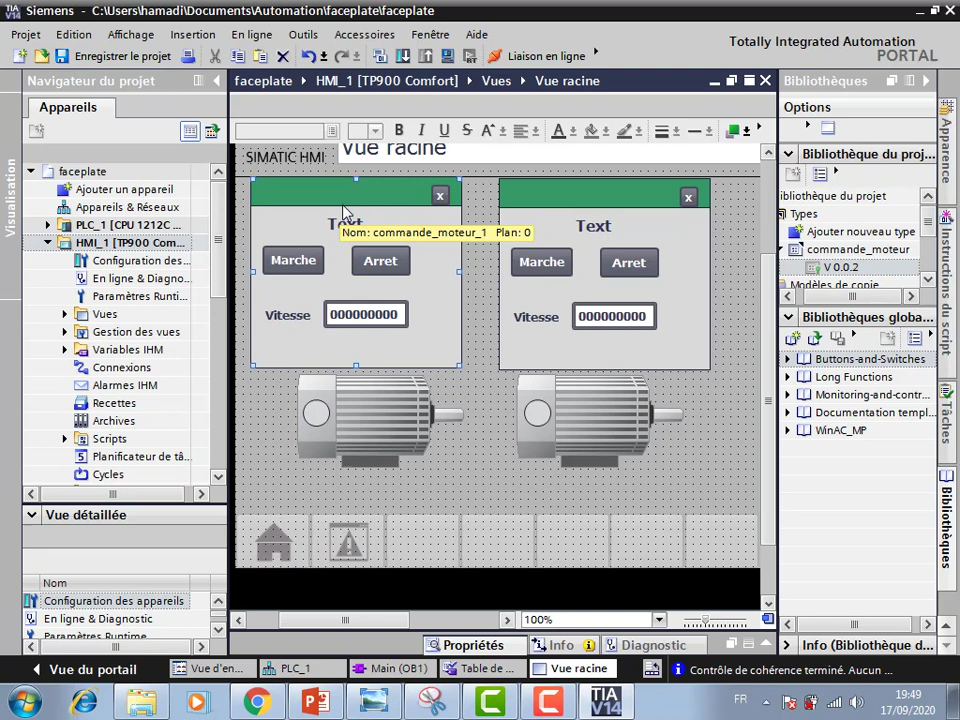 TIA V14 Siemens - C:\Users\hamadi\Documents\Automation\faceplate\faceplate
Projet Edition Affichage Insertion En ligne Outils Accessoires Fenêtre Aide
Enregistrer le projet Liaison en ligne
Totally Integrated Automation
PORTAL
Navigateur du projet
Appareils
faceplate
Ajouter un appareil
Appareils & Réseaux
PLC_1 [CPU 1212C
HMI_1 [TP900 Com...
Configuration des..
En ligne & Diagno...
Paramètres Runti...
Vues
Gestion des vues
Variables IHM
Connexions
Alarmes IHM
Recettes
Archives
Scripts
Planificateur de tâ...
Cycles
Vue détaillée
Nom
Configuration des appareils
En ligne & Diagnostic
Paramètres Runtime
Visualisation
faceplate HMI_1 [TP900 Comfort] Vues Vue racine
B I U S A A
SIMATIC HMI Vue racine
x x
Text Text
Nom: commande_moteur_1 Plan: 0
Marche Arret Marche Arret
Vitesse 000000000 Vitesse 000000000
100%
Propriétés Info Diagnostic
Bibliothèques
Options
Bibliothèque du proj...
ibliothèque du projet
Types
Ajouter nouveau type
commande_moteur
V 0.0.2
Modèles de copie
Bibliothèques globa...
Buttons-and-Switches
Long Functions
Monitoring-and-contr...
Documentation templ...
WinAC_MP
Info (Bibliothèque d...
Apparence
Instructions du script
Tâches
Bibliothèques
Vue du portail Vue d'en... PLC_1 Main (OB1) Table de ... Vue racine Contrôle de cohérence terminé. Aucun ...
TIA V14 FR 19:49
17/09/2020